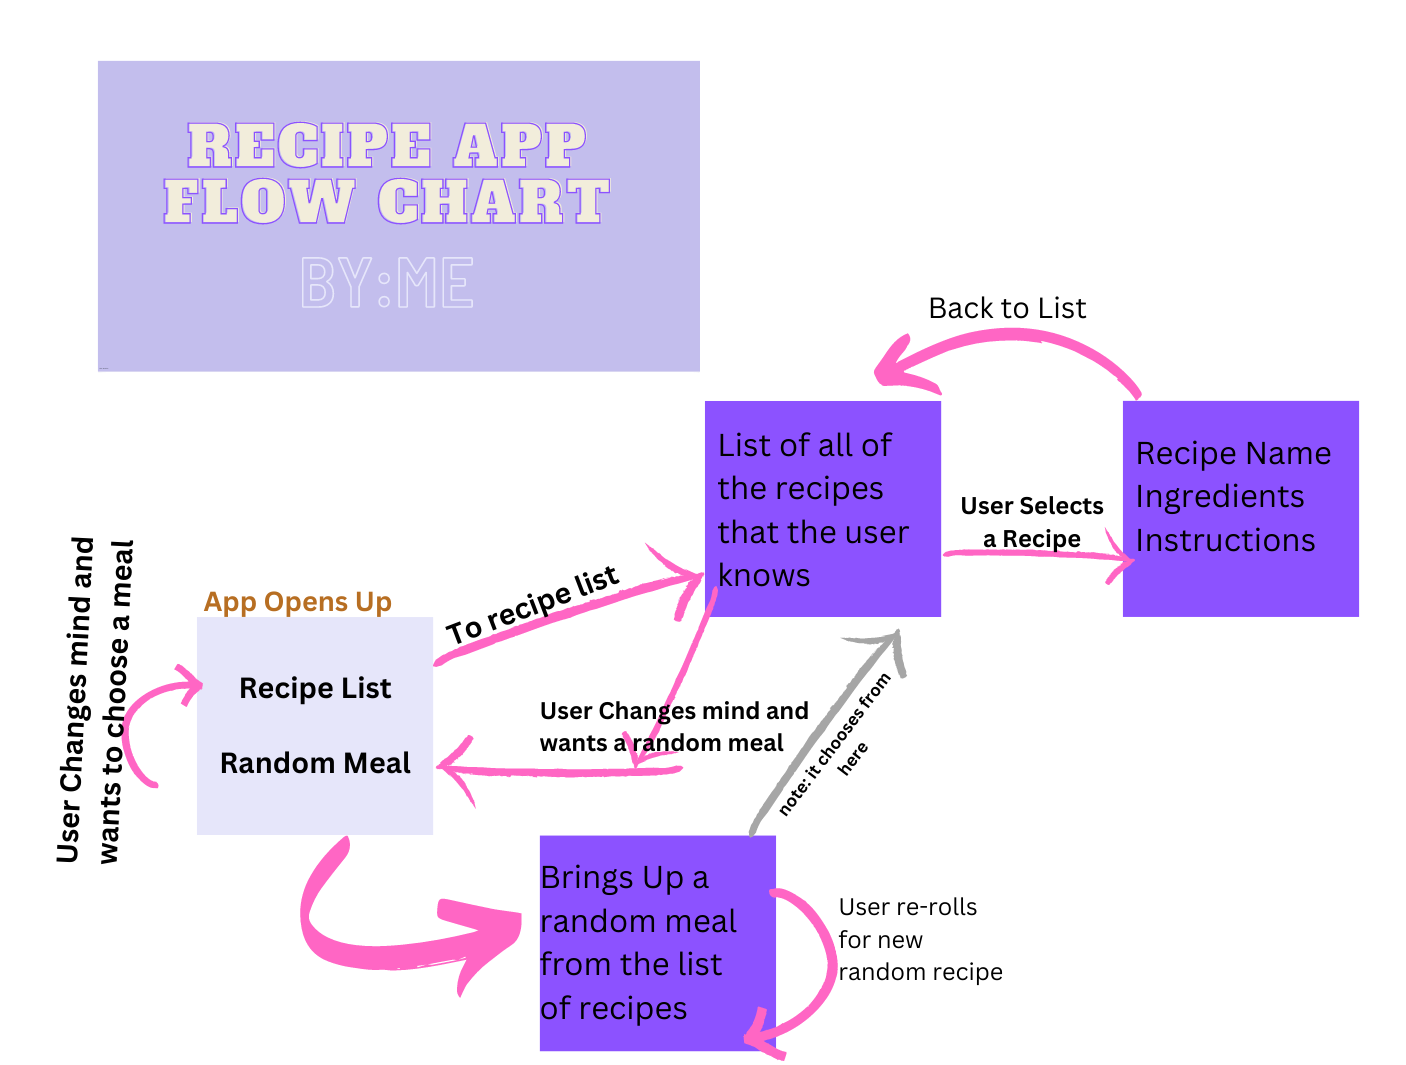 RECIPE APP
FLOW CHART
BY:ME
Back to List
List of all of
the recipes
that the user
knows
User Selects
a Recipe
Recipe Name
Ingredients
Instructions
User Changes mind and
wants to choose a meal
App Opens Up
Recipe List
Random Meal
To recipe list
User Changes mind and
wants a random meal
note: it chooses from
here
Brings Up a
random meal
from the list
of recipes
User re-rolls
for new
random recipe